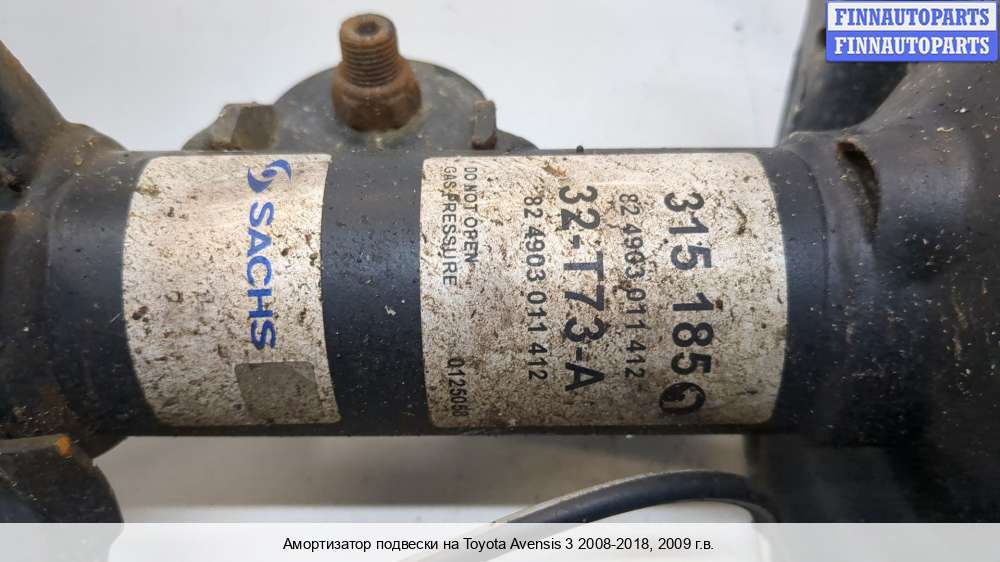 FINNAUTOPARTS
FINNAUTOPARTS
SACHS
315 185
82 4903 011 412
32-T73-A
82 4903 011 412
DO NOT OPEN
GAS PRESSURE
Амортизатор подвески на Toyota Avensis 3 2008-2018, 2009 г.в.